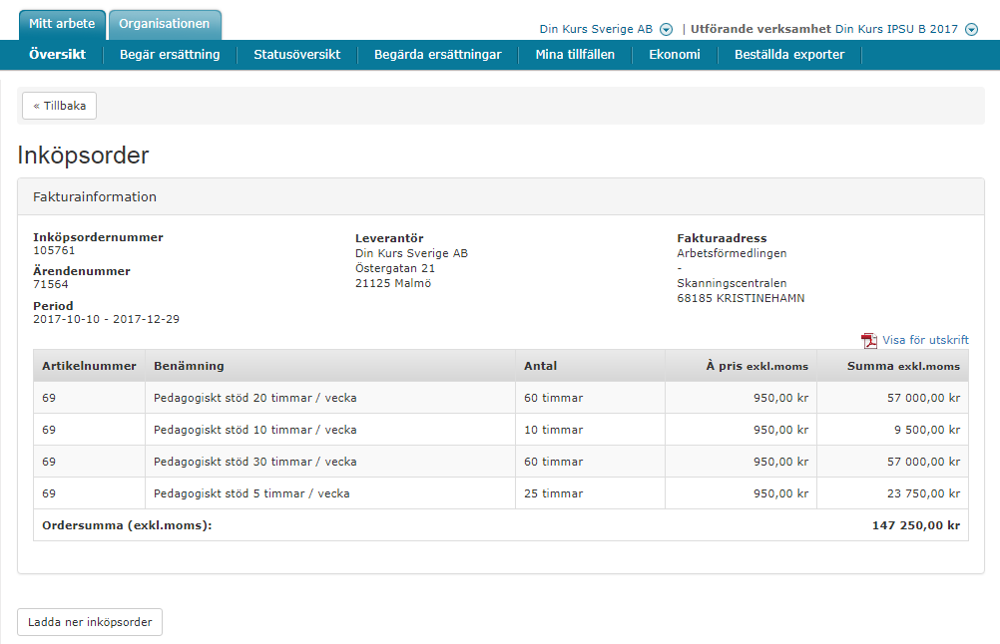 Mitt arbete
Organisationen
Din Kurs Sverige AB | Utförande verksamhet Din Kurs IPSU B 2017
Översikt
Begär ersättning
Statusöversikt
Begärda ersättningar
Mina tillfällen
Ekonomi
Beställda exporter
« Tillbaka
Inköpsorder
Fakturainformation
Inköpsordernummer
105761
Ärendenummer
71564
Period
2017-10-10 - 2017-12-29
Leverantör
Din Kurs Sverige AB
Östergatan 21
21125 Malmö
Fakturaadress
Arbetsförmedlingen
-
Skanningscentralen
68185 KRISTINEHAMN
Visa för utskrift
Artikelnummer Benämning Antal À pris exkl.moms Summa exkl.moms
69 Pedagogiskt stöd 20 timmar / vecka 60 timmar 950,00 kr 57 000,00 kr
69 Pedagogiskt stöd 10 timmar / vecka 10 timmar 950,00 kr 9 500,00 kr
69 Pedagogiskt stöd 30 timmar / vecka 60 timmar 950,00 kr 57 000,00 kr
69 Pedagogiskt stöd 5 timmar / vecka 25 timmar 950,00 kr 23 750,00 kr
Ordersumma (exkl.moms): 147 250,00 kr
Ladda ner inköpsorder